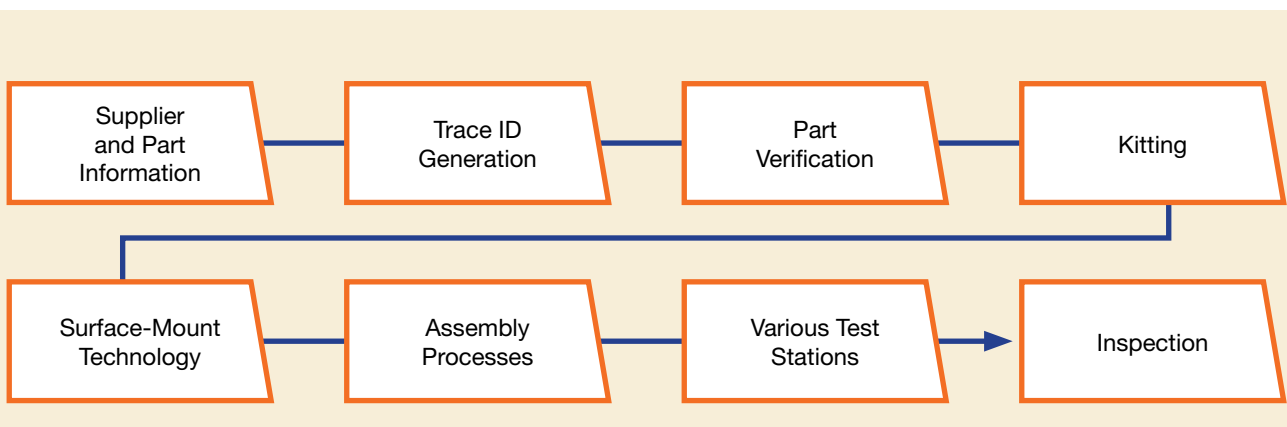 Supplier
and Part
Information
Trace ID
Generation
Part
Verification
Kitting
Surface-Mount
Technology
Assembly
Processes
Various Test
Stations
Inspection